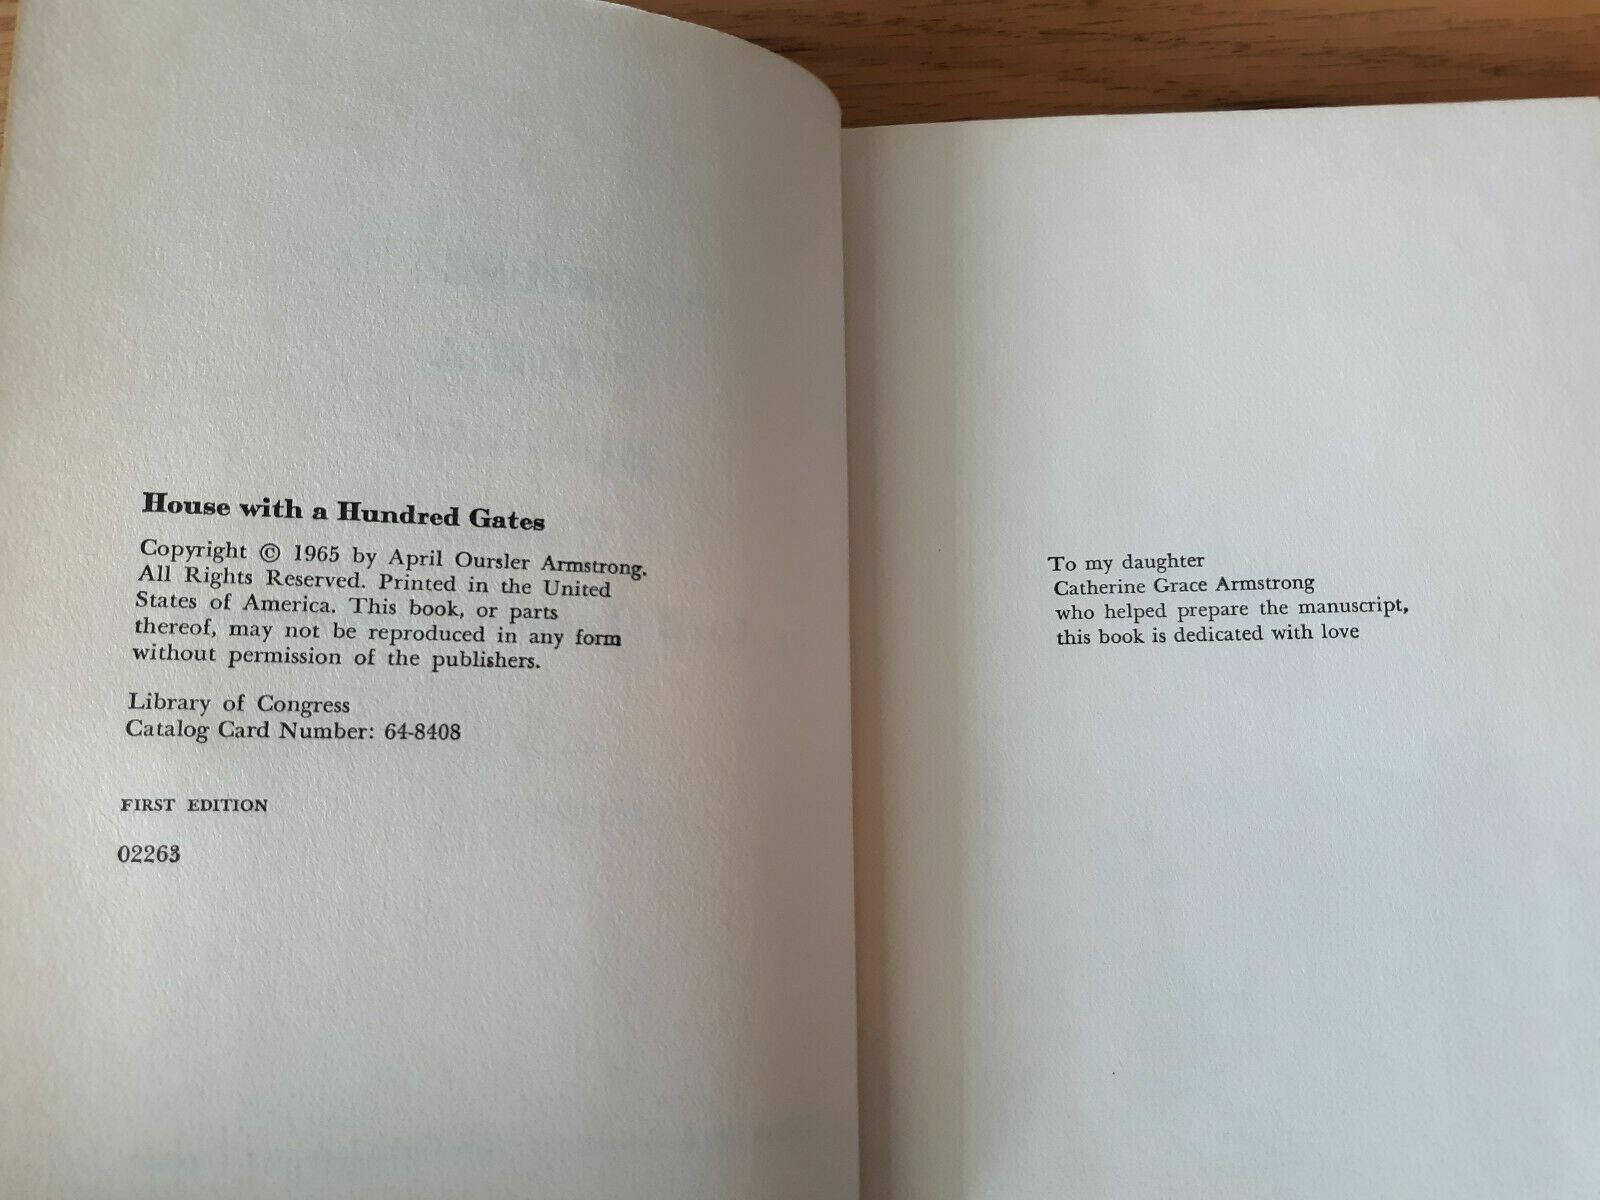 House with a Hundred Gates
Copyright © 1965 by April Oursler Armstrong.
All Rights Reserved. Printed in the United
States of America. This book, or parts
thereof, may not be reproduced in any form
without permission of the publishers.
Library of Congress
Catalog Card Number: 64-8408
FIRST EDITION
02263
To my daughter
Catherine Grace Armstrong
who helped prepare the manuscript,
this book is dedicated with love